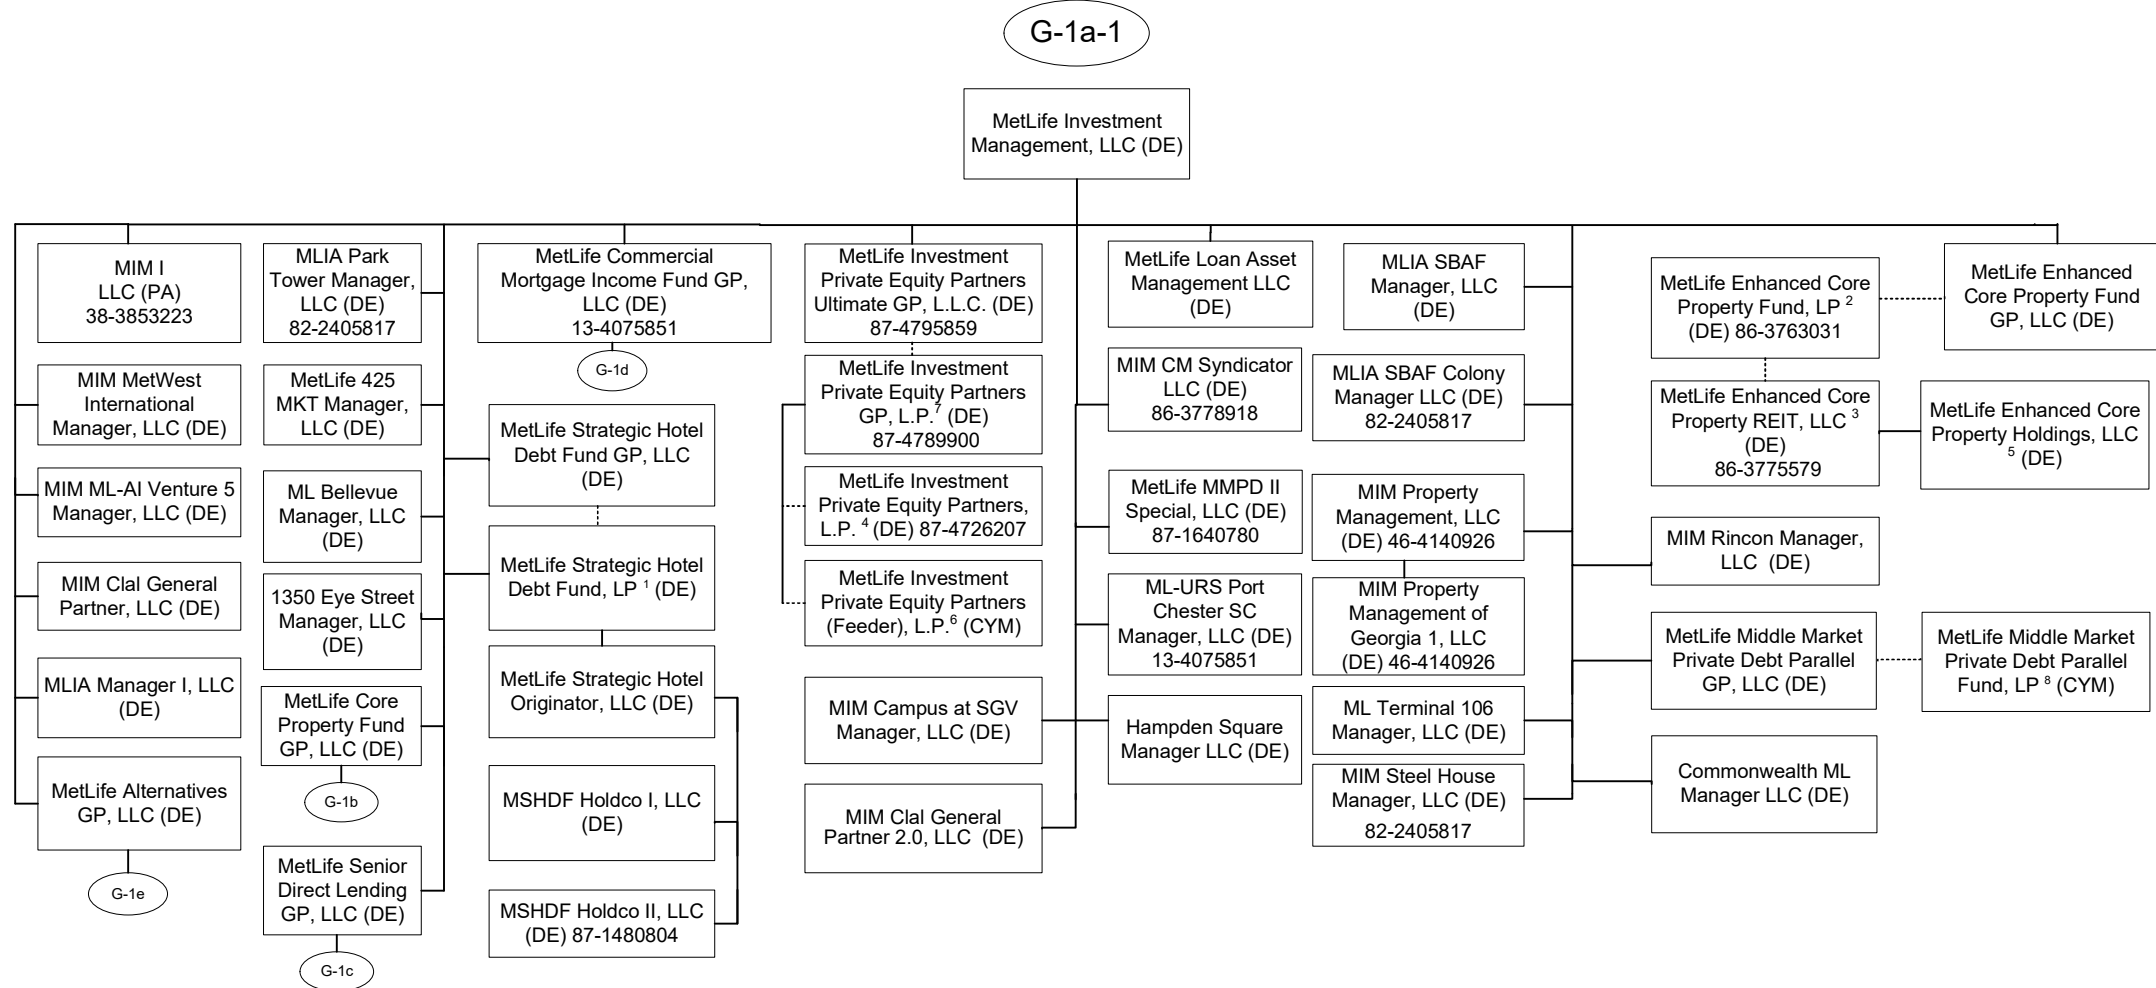 G-1a-1
MetLife Investment
Management, LLC (DE)
MIM I
LLC (PA)
38-3853223
MIM MetWest
International
Manager, LLC (DE)
MIM ML-AI Venture 5
Manager, LLC (DE)
MIM Clal General
Partner, LLC (DE)
MLIA Manager I, LLC
(DE)
MetLife Alternatives
GP, LLC (DE)
G-1e
MLIA Park
Tower Manager,
LLC (DE)
82-2405817
MetLife 425
MKT Manager,
LLC (DE)
ML Bellevue
Manager, LLC
(DE)
1350 Eye Street
Manager, LLC
(DE)
MetLife Core
Property Fund
GP, LLC (DE)
G-1b
MetLife Senior
Direct Lending
GP, LLC (DE)
G-1c
MetLife Commercial
Mortgage Income Fund GP,
LLC (DE)
13-4075851
G-1d
MetLife Strategic Hotel
Debt Fund GP, LLC
(DE)
MetLife Strategic Hotel
Debt Fund, LP 1 (DE)
MetLife Strategic Hotel
Originator, LLC (DE)
MSHDF Holdco I, LLC
(DE)
MSHDF Holdco II, LLC
(DE) 87-1480804
MetLife Investment
Private Equity Partners
Ultimate GP, L.L.C. (DE)
87-4795859
MetLife Investment
Private Equity Partners
GP, L.P.7 (DE)
87-4789900
MetLife Investment
Private Equity Partners,
L.P. 4 (DE) 87-4726207
MetLife Investment
Private Equity Partners
(Feeder), L.P.6 (CYM)
MIM Campus at SGV
Manager, LLC (DE)
MIM Clal General
Partner 2.0, LLC (DE)
MetLife Loan Asset
Management LLC
(DE)
MIM CM Syndicator
LLC (DE)
86-3778918
MetLife MMPD II
Special, LLC (DE)
87-1640780
ML-URS Port
Chester SC
Manager, LLC (DE)
13-4075851
Hampden Square
Manager LLC (DE)
MLIA SBAF
Manager, LLC
(DE)
MLIA SBAF Colony
Manager LLC (DE)
82-2405817
MIM Property
Management, LLC
(DE) 46-4140926
MIM Property
Management of
Georgia 1, LLC
(DE) 46-4140926
ML Terminal 106
Manager, LLC (DE)
MIM Steel House
Manager, LLC (DE)
82-2405817
MetLife Enhanced Core
Property Fund, LP 2
(DE) 86-3763031
MetLife Enhanced Core
Property REIT, LLC 3
(DE)
86-3775579
MIM Rincon Manager,
LLC (DE)
MetLife Middle Market
Private Debt Parallel
GP, LLC (DE)
Commonwealth ML
Manager LLC (DE)
MetLife Enhanced
Core Property Fund
GP, LLC (DE)
MetLife Enhanced Core
Property Holdings, LLC
5 (DE)
MetLife Middle Market
Private Debt Parallel
Fund, LP 8 (CYM)